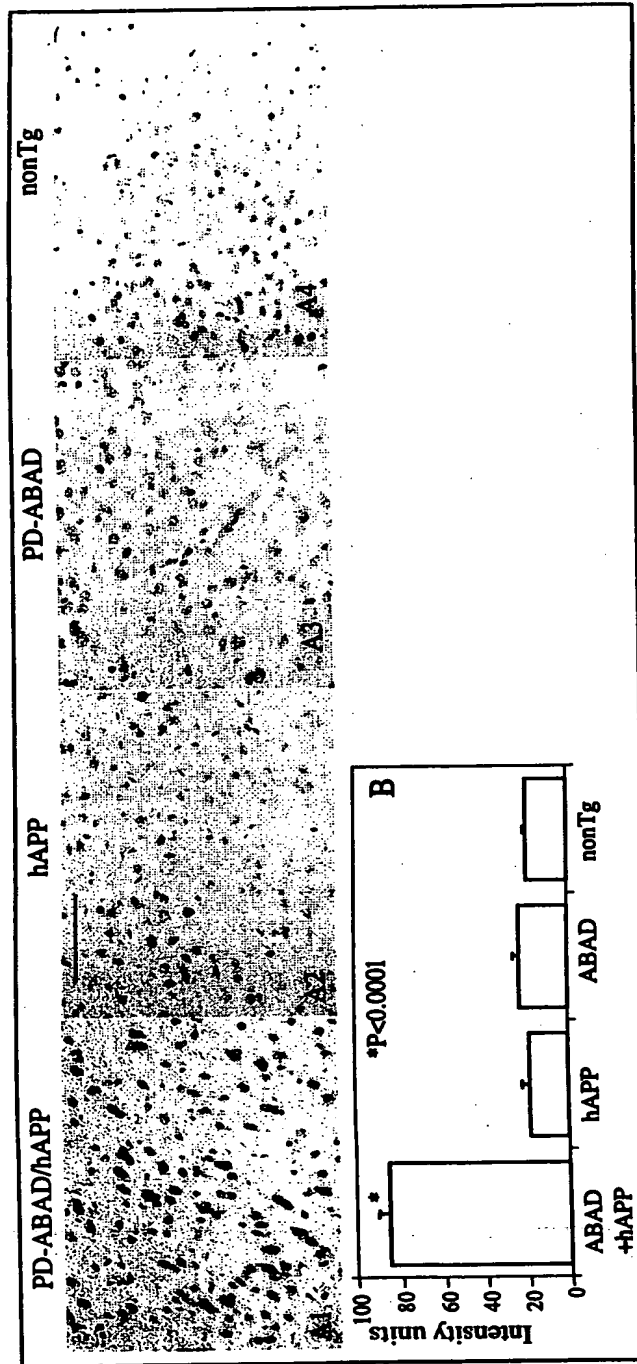 PD-ABAD/hAPP
hAPP
PD-ABAD
nonTg
A1
A2
A3
A4
B
Intensity units
100
80
60
40
20
0
*P<0.0001
*
ABAD
+hAPP
hAPP
ABAD
nonTg